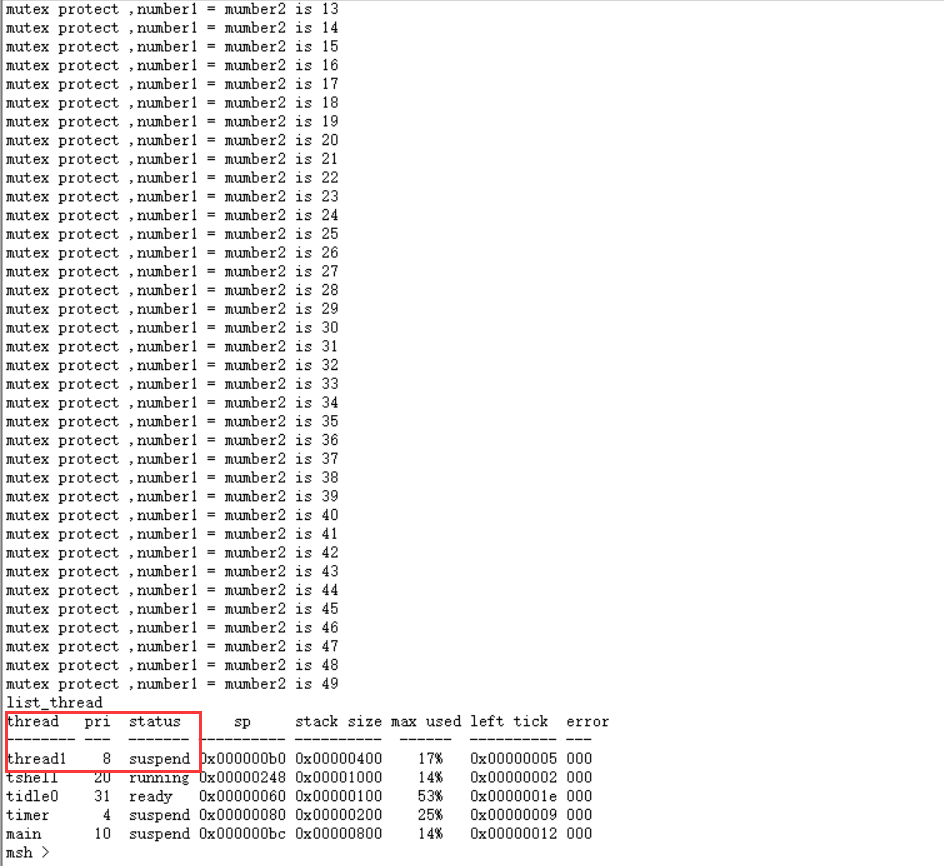 mutex protect ,number1 = mumber2 is 13
mutex protect ,number1 = mumber2 is 14
mutex protect ,number1 = mumber2 is 15
mutex protect ,number1 = mumber2 is 16
mutex protect ,number1 = mumber2 is 17
mutex protect ,number1 = mumber2 is 18
mutex protect ,number1 = mumber2 is 19
mutex protect ,number1 = mumber2 is 20
mutex protect ,number1 = mumber2 is 21
mutex protect ,number1 = mumber2 is 22
mutex protect ,number1 = mumber2 is 23
mutex protect ,number1 = mumber2 is 24
mutex protect ,number1 = mumber2 is 25
mutex protect ,number1 = mumber2 is 26
mutex protect ,number1 = mumber2 is 27
mutex protect ,number1 = mumber2 is 28
mutex protect ,number1 = mumber2 is 29
mutex protect ,number1 = mumber2 is 30
mutex protect ,number1 = mumber2 is 31
mutex protect ,number1 = mumber2 is 32
mutex protect ,number1 = mumber2 is 33
mutex protect ,number1 = mumber2 is 34
mutex protect ,number1 = mumber2 is 35
mutex protect ,number1 = mumber2 is 36
mutex protect ,number1 = mumber2 is 37
mutex protect ,number1 = mumber2 is 38
mutex protect ,number1 = mumber2 is 39
mutex protect ,number1 = mumber2 is 40
mutex protect ,number1 = mumber2 is 41
mutex protect ,number1 = mumber2 is 42
mutex protect ,number1 = mumber2 is 43
mutex protect ,number1 = mumber2 is 44
mutex protect ,number1 = mumber2 is 45
mutex protect ,number1 = mumber2 is 46
mutex protect ,number1 = mumber2 is 47
mutex protect ,number1 = mumber2 is 48
mutex protect ,number1 = mumber2 is 49
list_thread
thread   pri  status      sp     stack size max used left tick  error
-------- ---  ------- ---------- ----------  ------  ---------- ---
thread1    8  suspend 0x000000b0 0x00000400    17%   0x00000005 000
tshell    20  running 0x00000248 0x00001000    14%   0x00000002 000
tidle0    31  ready   0x00000060 0x00000100    53%   0x0000001e 000
timer      4  suspend 0x00000080 0x00000200    25%   0x00000009 000
main      10  suspend 0x000000bc 0x00000800    14%   0x00000012 000
msh >